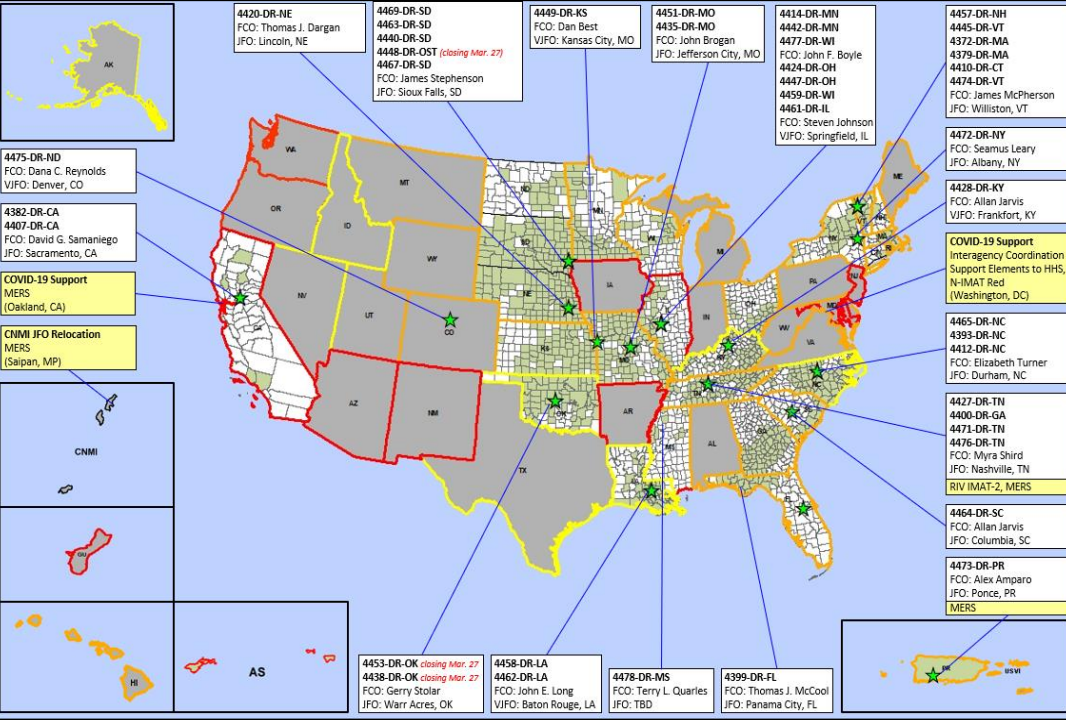 4420-DR-NE
FCO: Thomas J. Dargan
JFO: Lincoln, NE
4469-DR-SD
4463-DR-SD
4440-DR-SD
4448-DR-OST (closing Mar. 27)
4467-DR-SD
FCO: James Stephenson
JFO: Sioux Falls, SD
4449-DR-KS
FCO: Dan Best
VJFO: Kansas City, MO
4451-DR-MO
4435-DR-MO
FCO: John Brogan
JFO: Jefferson City, MO
4414-DR-MN
4442-DR-MN
4477-DR-WI
FCO: John F. Boyle
4424-DR-OH
4447-DR-OH
4459-DR-WI
4461-DR-IL
FCO: Steven Johnson
VJFO: Springfield, IL
4457-DR-NH
4445-DR-VT
4372-DR-MA
4379-DR-MA
4410-DR-CT
4474-DR-VT
FCO: James McPherson
JFO: Williston, VT
4472-DR-NY
FCO: Seamus Leary
JFO: Albany, NY
4428-DR-KY
FCO: Allan Jarvis
VJFO: Frankfort, KY
COVID-19 Support
Interagency Coordination
Support Elements to HHS,
N-IMAT Red
(Washington, DC)
4465-DR-NC
4393-DR-NC
4412-DR-NC
FCO: Elizabeth Turner
JFO: Durham, NC
4427-DR-TN
4400-DR-GA
4471-DR-TN
4476-DR-TN
FCO: Myra Shird
JFO: Nashville, TN
RIV IMAT-2, MERS
4464-DR-SC
FCO: Allan Jarvis
JFO: Columbia, SC
4473-DR-PR
FCO: Alex Amparo
JFO: Ponce, PR
MERS
4475-DR-ND
FCO: Dana C. Reynolds
VJFO: Denver, CO
4382-DR-CA
4407-DR-CA
FCO: David G. Samaniego
JFO: Sacramento, CA
COVID-19 Support
MERS
(Oakland, CA)
CNMI JFO Relocation
MERS
(Saipan, MP)
4453-DR-OK closing Mar. 27
4438-DR-OK closing Mar. 27
FCO: Gerry Stolar
JFO: Warr Acres, OK
4458-DR-LA
4462-DR-LA
FCO: John E. Long
VJFO: Baton Rouge, LA
4478-DR-MS
FCO: Terry L. Quarles
JFO: TBD
4399-DR-FL
FCO: Thomas J. McCool
JFO: Panama City, FL
AK
WA
MT
ND
MN
ME
OR
ID
WY
SD
WI
MI
VT
NH
NY
MA
RI
NV
UT
CO
NE
IA
IN
OH
PA
NJ
MD
WV
VA
CA
KS
MO
KY
NC
AZ
NM
OK
AR
TN
SC
TX
LA
MS
AL
GA
FL
CNMI
GU
HI
AS
PR
USVI